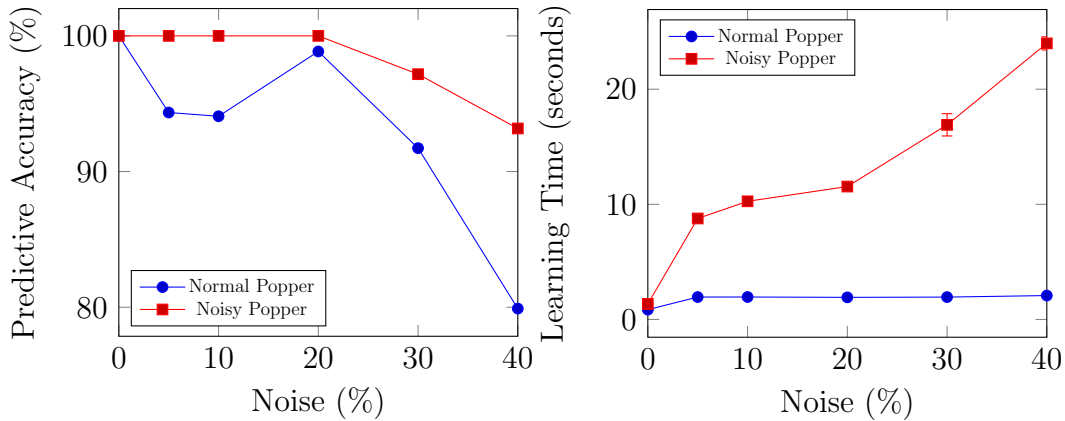 Predictive Accuracy (%)
100
90
80
Normal Popper
Noisy Popper
0
10
20
30
40
Noise (%)
Learning Time (seconds)
20
10
0
Normal Popper
Noisy Popper
0
10
20
30
40
Noise (%)